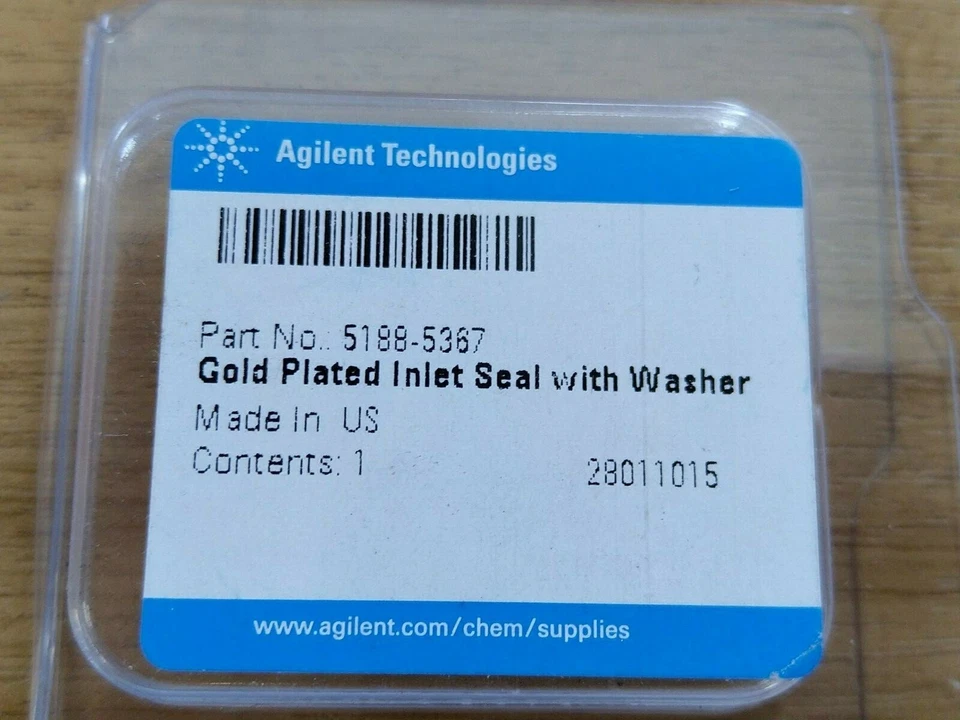 Agilent Technologies
Part No.: 5188-5367
Gold Plated Inlet Seal with Washer
Made In US
Contents: 1
28011015
www.agilent.com/chem/supplies